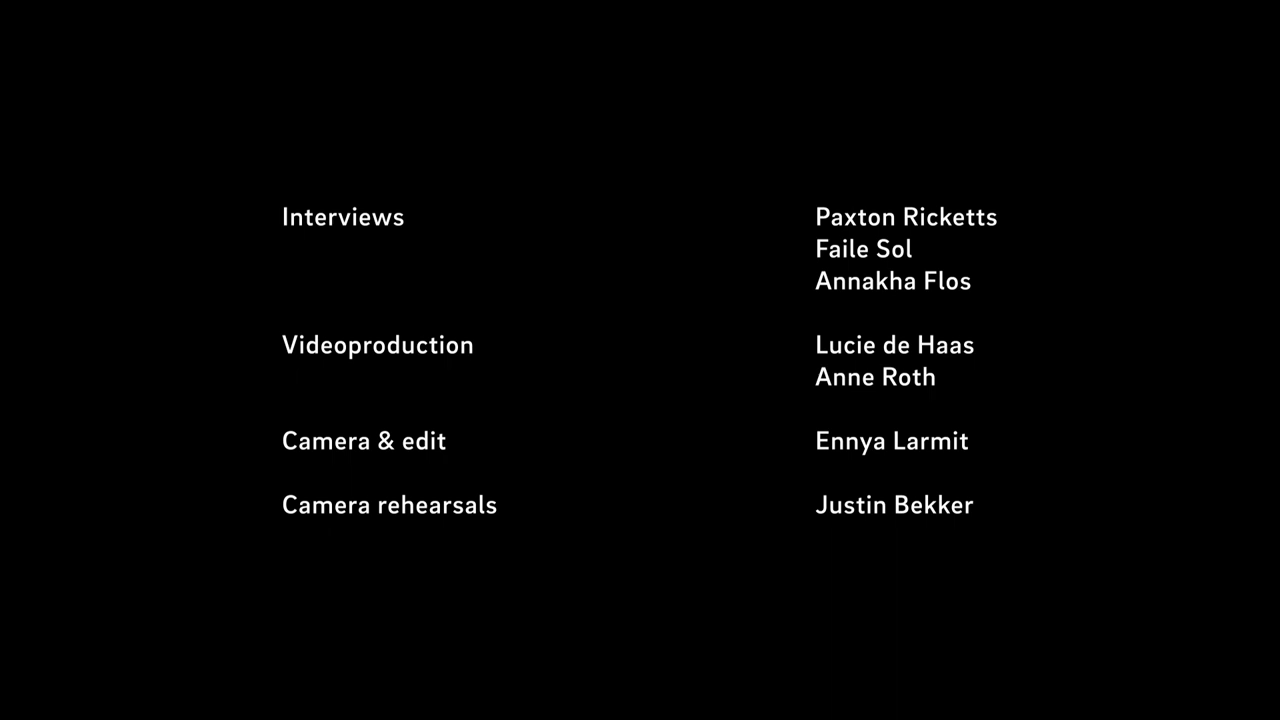 Interviews Paxton Ricketts
Faile Sol
Annakha Flos
Videoproduction Lucie de Haas
Anne Roth
Camera & edit Ennya Larmit
Camera rehearsals Justin Bekker